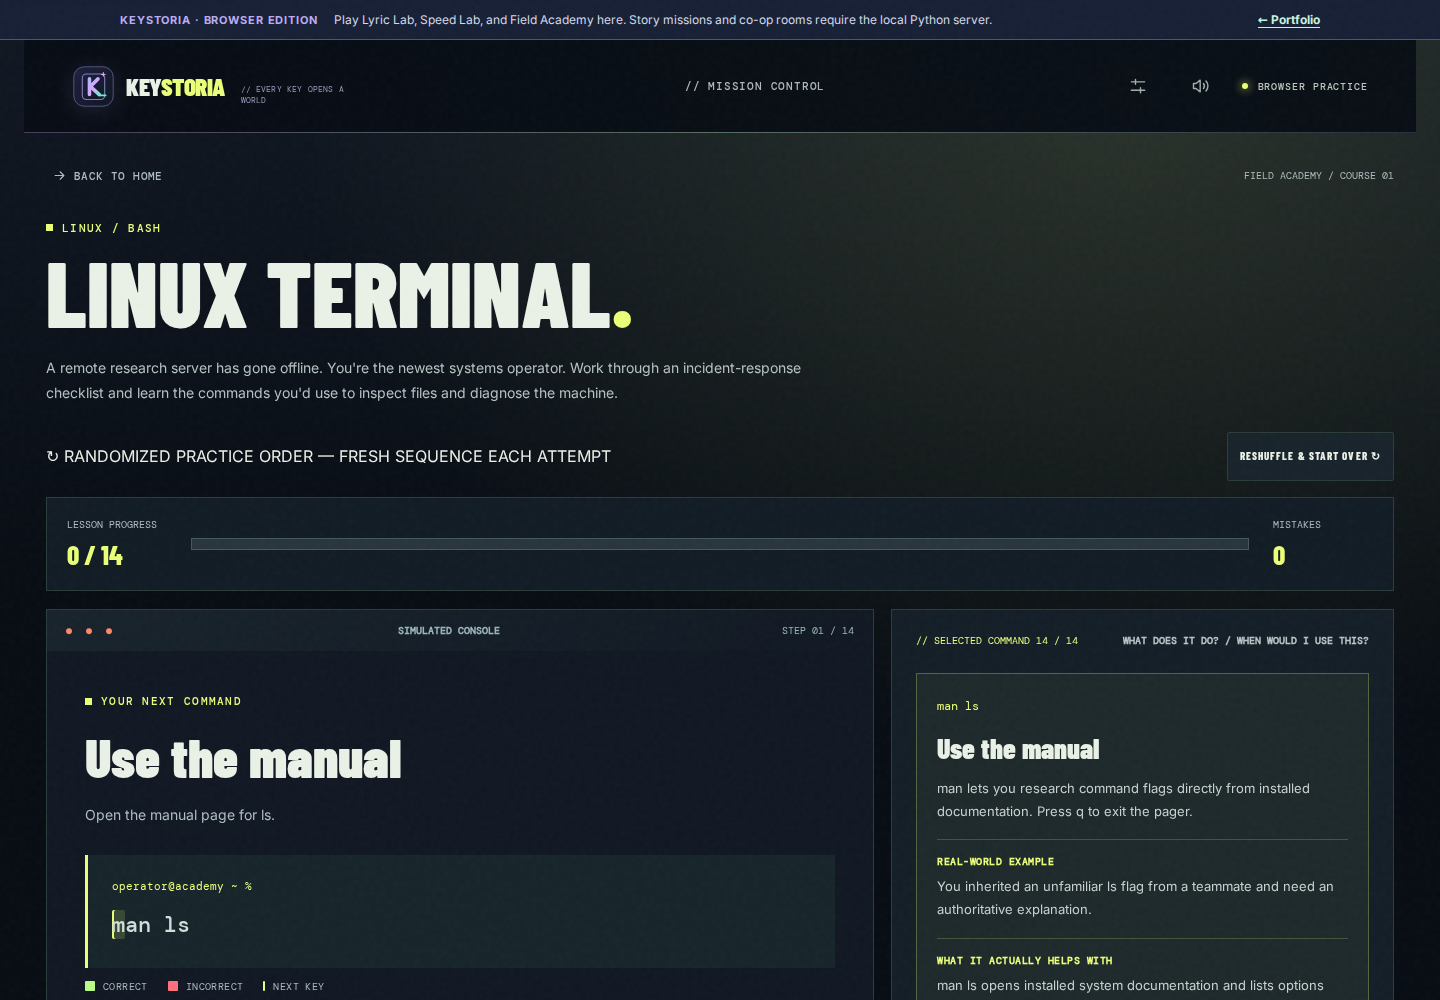 KEYSTORIA · BROWSER EDITION Play Lyric Lab, Speed Lab, and Field Academy here. Story missions and co-op rooms require the local Python server. ← Portfolio
K KEYSTORIA // EVERY KEY OPENS A WORLD
// MISSION CONTROL
BROWSER PRACTICE
→ BACK TO HOME
FIELD ACADEMY / COURSE 01
LINUX / BASH
LINUX TERMINAL.
A remote research server has gone offline. You're the newest systems operator. Work through an incident-response
checklist and learn the commands you'd use to inspect files and diagnose the machine.
↻ RANDOMIZED PRACTICE ORDER — FRESH SEQUENCE EACH ATTEMPT
RESHUFFLE & START OVER ↻
LESSON PROGRESS
0 / 14
MISTAKES
0
SIMULATED CONSOLE
STEP 01 / 14
YOUR NEXT COMMAND
Use the manual
Open the manual page for ls.
operator@academy ~ %
man ls
CORRECT INCORRECT NEXT KEY
// SELECTED COMMAND 14 / 14
WHAT DOES IT DO? / WHEN WOULD I USE THIS?
man ls
Use the manual
man lets you research command flags directly from installed
documentation. Press q to exit the pager.
REAL-WORLD EXAMPLE
You inherited an unfamiliar ls flag from a teammate and need an
authoritative explanation.
WHAT IT ACTUALLY HELPS WITH
man ls opens installed system documentation and lists options